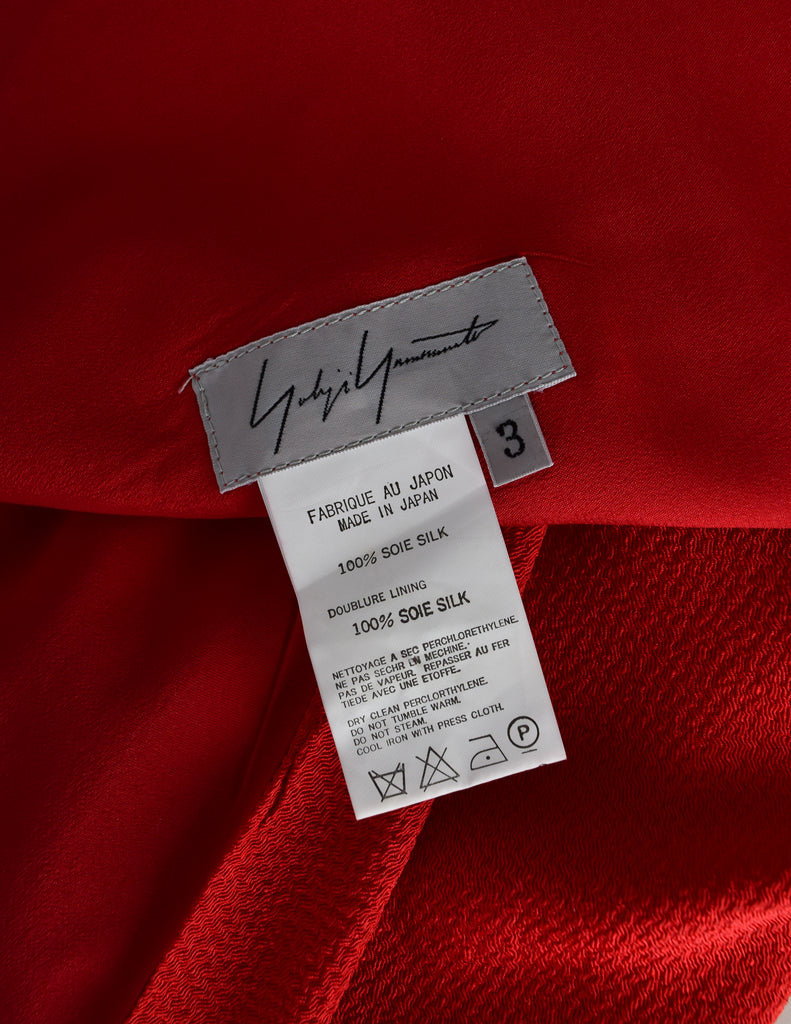 Yohji Yamamoto
3
FABRIQUE AU JAPON
MADE IN JAPAN
100% SOIE SILK
DOUBLURE LINING
100% SOIE SILK
NETTOYAGE A SEC PERCHLORETHYLENE.
NE PAS SECHR UN MECHINE.
PAS DE VAPEUR. REPASSER AU FER
TIEDE AVEC UNE ETOFFE.
DRY CLEAN PERCLORTHYLENE.
DO NOT TUMBLE WARM.
DO NOT STEAM.
COOL IRON WITH PRESS CLOTH.
P